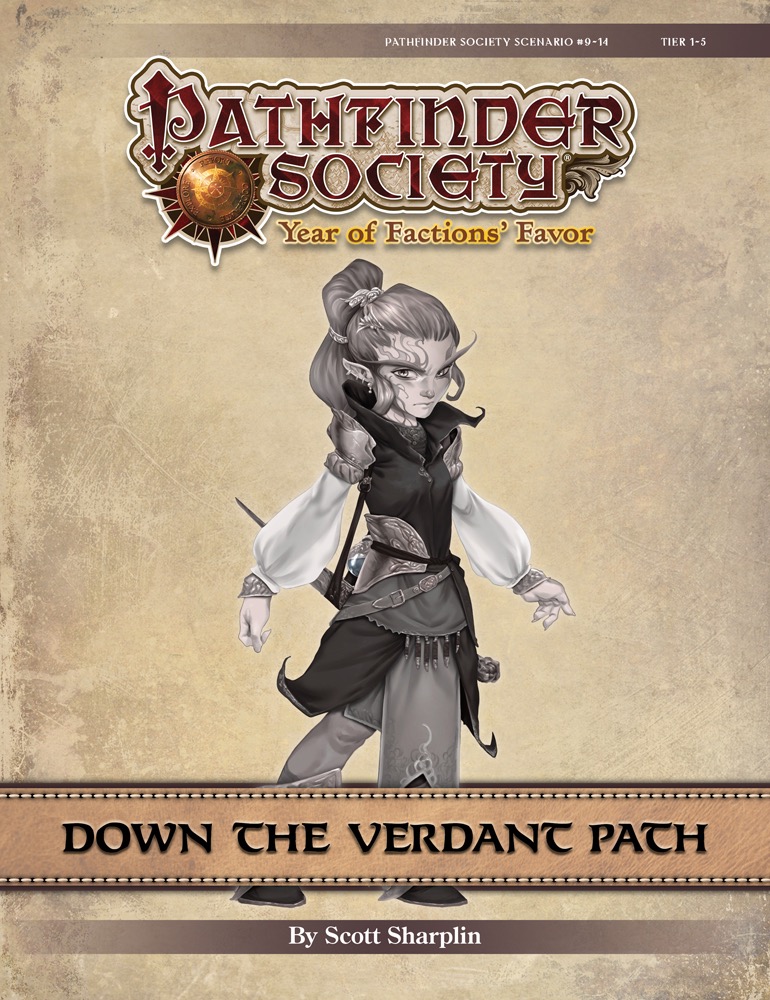 PATHFINDER SOCIETY SCENARIO #9-14 TIER 1-5
PATHFINDER
SOCIETY®
Year of Factions' Favor
DOWN THE VERDANT PATH
By Scott Sharplin